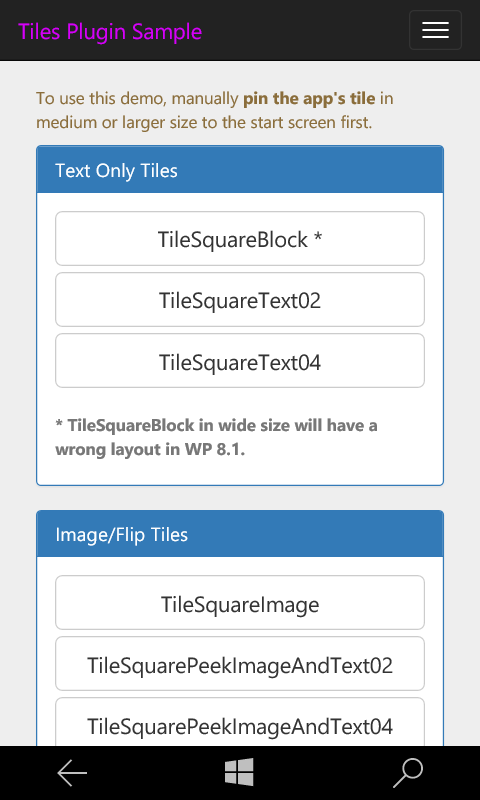 Tiles Plugin Sample
To use this demo, manually pin the app's tile in
medium or larger size to the start screen first.
Text Only Tiles
TileSquareBlock *
TileSquareText02
TileSquareText04
* TileSquareBlock in wide size will have a
wrong layout in WP 8.1.
Image/Flip Tiles
TileSquareImage
TileSquarePeekImageAndText02
TileSquarePeekImageAndText04